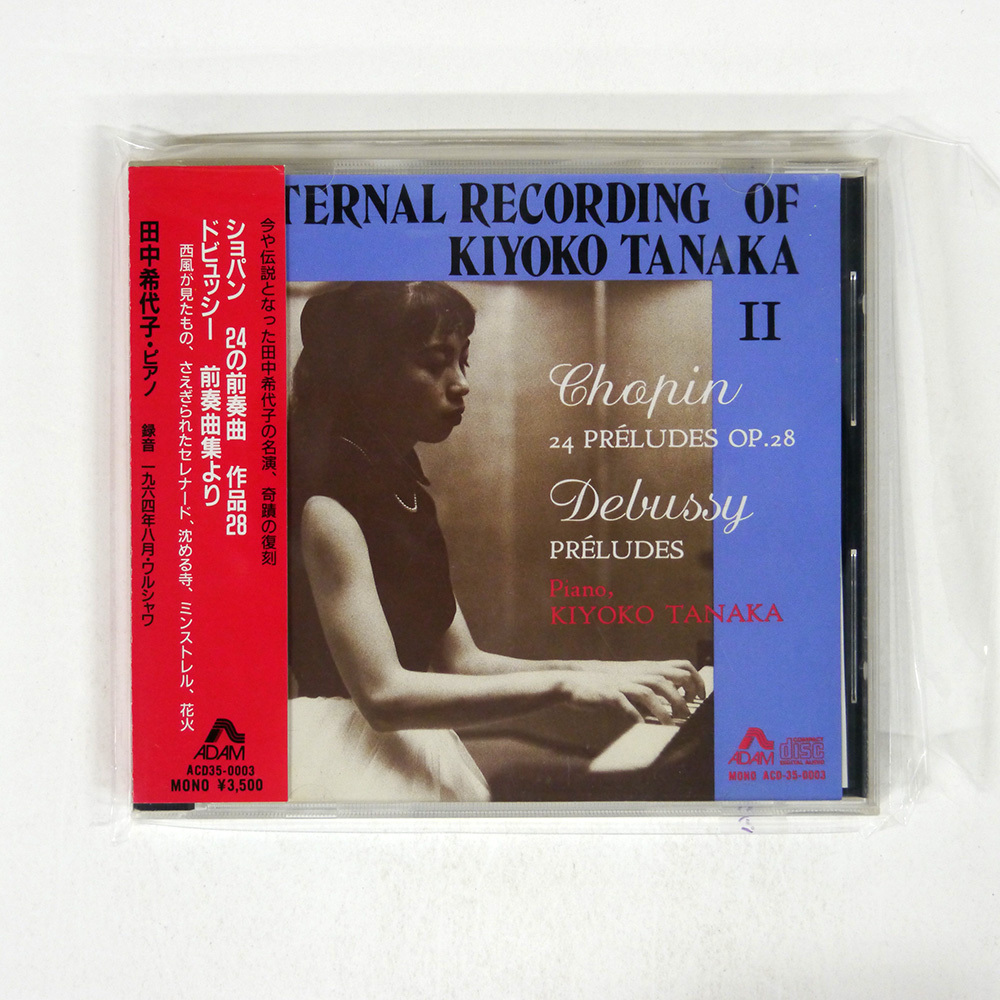 今や伝説となった田中希代子の名演、奇蹟の復刻
ショパン 24の前奏曲 作品28
ドビュッシー 前奏曲集より
西風が見たもの、さえぎられたセレナード、沈める寺、ミンストレル、花火
田中希代子・ピアノ 録音 一九六四年八月・ワルシャワ
ADAM
ACD35-0003
MONO ¥3,500
TERNAL RECORDING OF
KIYOKO TANAKA
II
Chopin
24 PRÉLUDES OP.28
Debussy
PRÉLUDES
Piano,
KIYOKO TANAKA
ADAM
COMPACT
disc
DIGITAL AUDIO
MONO ACD-35-0003